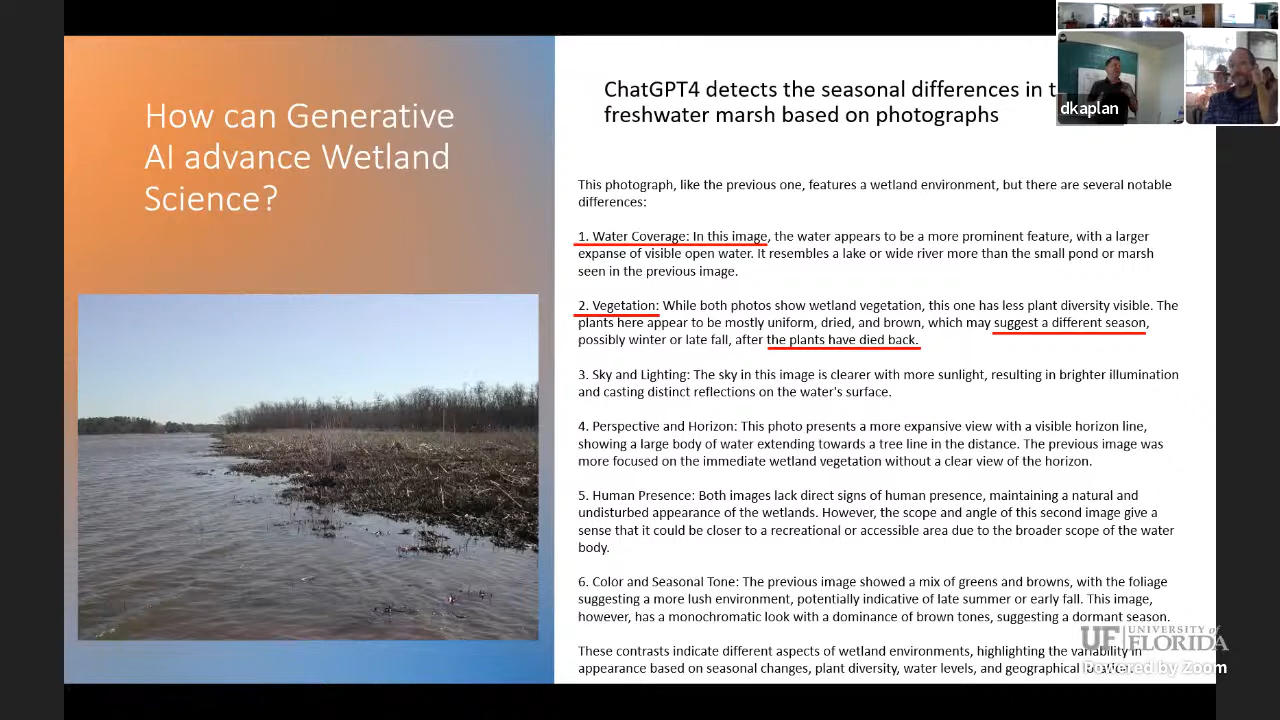 How can Generative
AI advance Wetland
Science?
ChatGPT4 detects the seasonal differences in
freshwater marsh based on photographs
dkaplan
This photograph, like the previous one, features a wetland environment, but there are several notable
differences:
1. Water Coverage: In this image, the water appears to be a more prominent feature, with a larger
expanse of visible open water. It resembles a lake or wide river more than the small pond or marsh
seen in the previous image.
2. Vegetation: While both photos show wetland vegetation, this one has less plant diversity visible. The
plants here appear to be mostly uniform, dried, and brown, which may suggest a different season,
possibly winter or late fall, after the plants have died back.
3. Sky and Lighting: The sky in this image is clearer with more sunlight, resulting in brighter illumination
and casting distinct reflections on the water's surface.
4. Perspective and Horizon: This photo presents a more expansive view with a visible horizon line,
showing a large body of water extending towards a tree line in the distance. The previous image was
more focused on the immediate wetland vegetation without a clear view of the horizon.
5. Human Presence: Both images lack direct signs of human presence, maintaining a natural and
undisturbed appearance of the wetlands. However, the scope and angle of this second image give a
sense that it could be closer to a recreational or accessible area due to the broader scope of the water
body.
6. Color and Seasonal Tone: The previous image showed a mix of greens and browns, with the foliage
suggesting a more lush environment, potentially indicative of late summer or early fall. This image,
however, has a monochromatic look with a dominance of brown tones, suggesting a dormant season.
These contrasts indicate different aspects of wetland environments, highlighting the variability in
appearance based on seasonal changes, plant diversity, water levels, and geographical
UF UNIVERSITY of
FLORIDA
Powered by Zoom